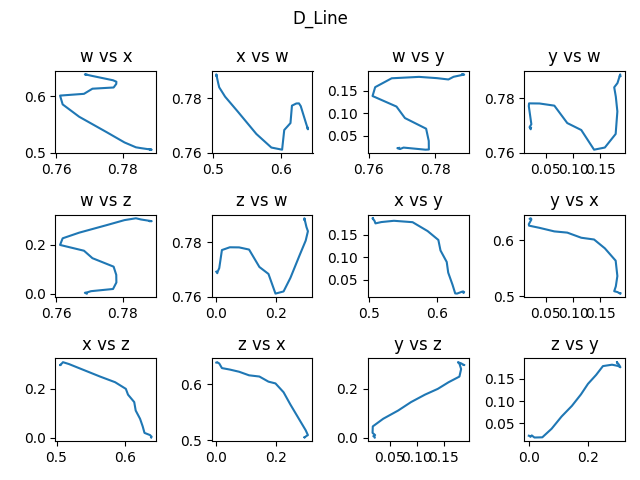 D_Line
w vs x
x vs w
w vs y
y vs w
0.6
0.5
0.76 0.78
0.78
0.76
0.5 0.6
0.15
0.10
0.05
0.76 0.78
0.78
0.76
0.05 0.10 0.15
w vs z
z vs w
x vs y
y vs x
0.2
0.0
0.76 0.78
0.78
0.76
0.0 0.2
0.15
0.10
0.05
0.5 0.6
0.6
0.5
0.05 0.10 0.15
x vs z
z vs x
y vs z
z vs y
0.2
0.0
0.5 0.6
0.6
0.5
0.0 0.2
0.2
0.0
0.05 0.10 0.15
0.15
0.10
0.05
0.0 0.2